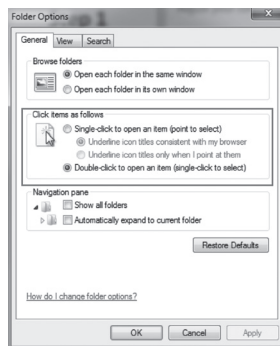 Folder Options
General View Search
Browse folders
Open each folder in the same window
Open each folder in its own window
Click items as follows
Single-click to open an item (point to select)
Underline icon titles consistent with my browser
Underline icon titles only when I point at them
Double-click to open an item (single-click to select)
Navigation pane
Show all folders
Automatically expand to current folder
Restore Defaults
How do I change folder options?
OK Cancel Apply